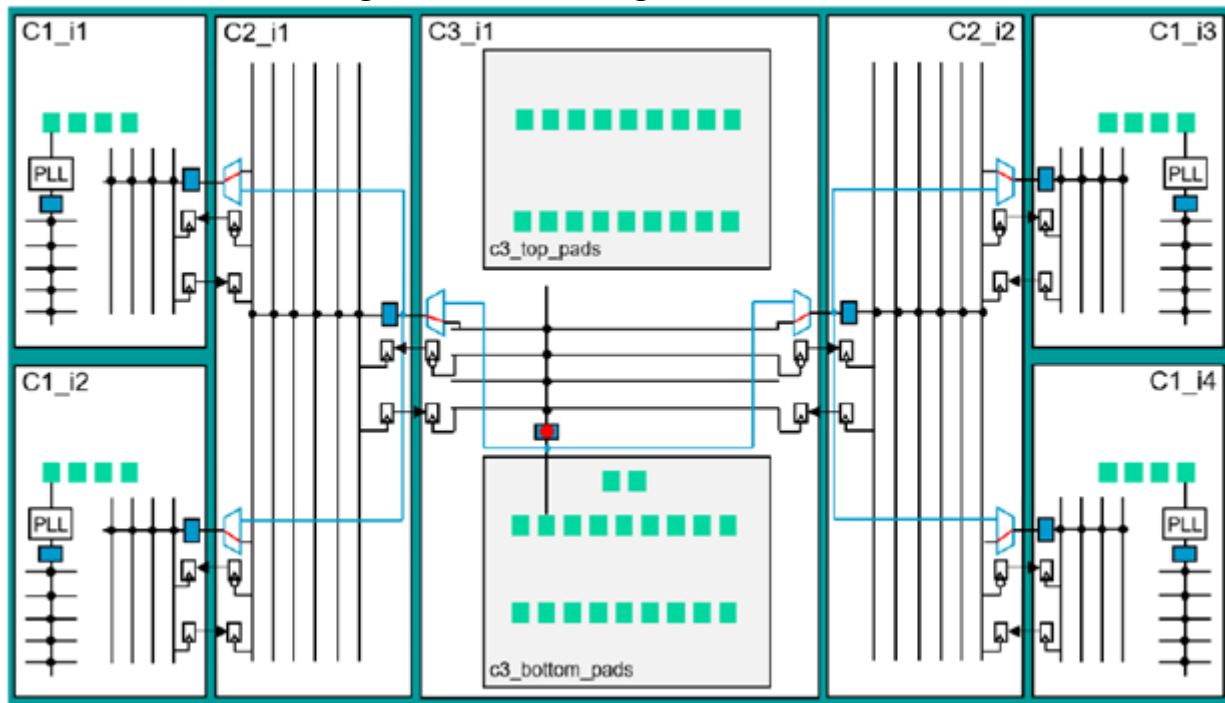 C1_i1
C2_i1
C3_i1
C2_i2
C1_i3
PLL
PLL
c3_top_pads
C1_i2
C1_i4
PLL
PLL
c3_bottom_pads